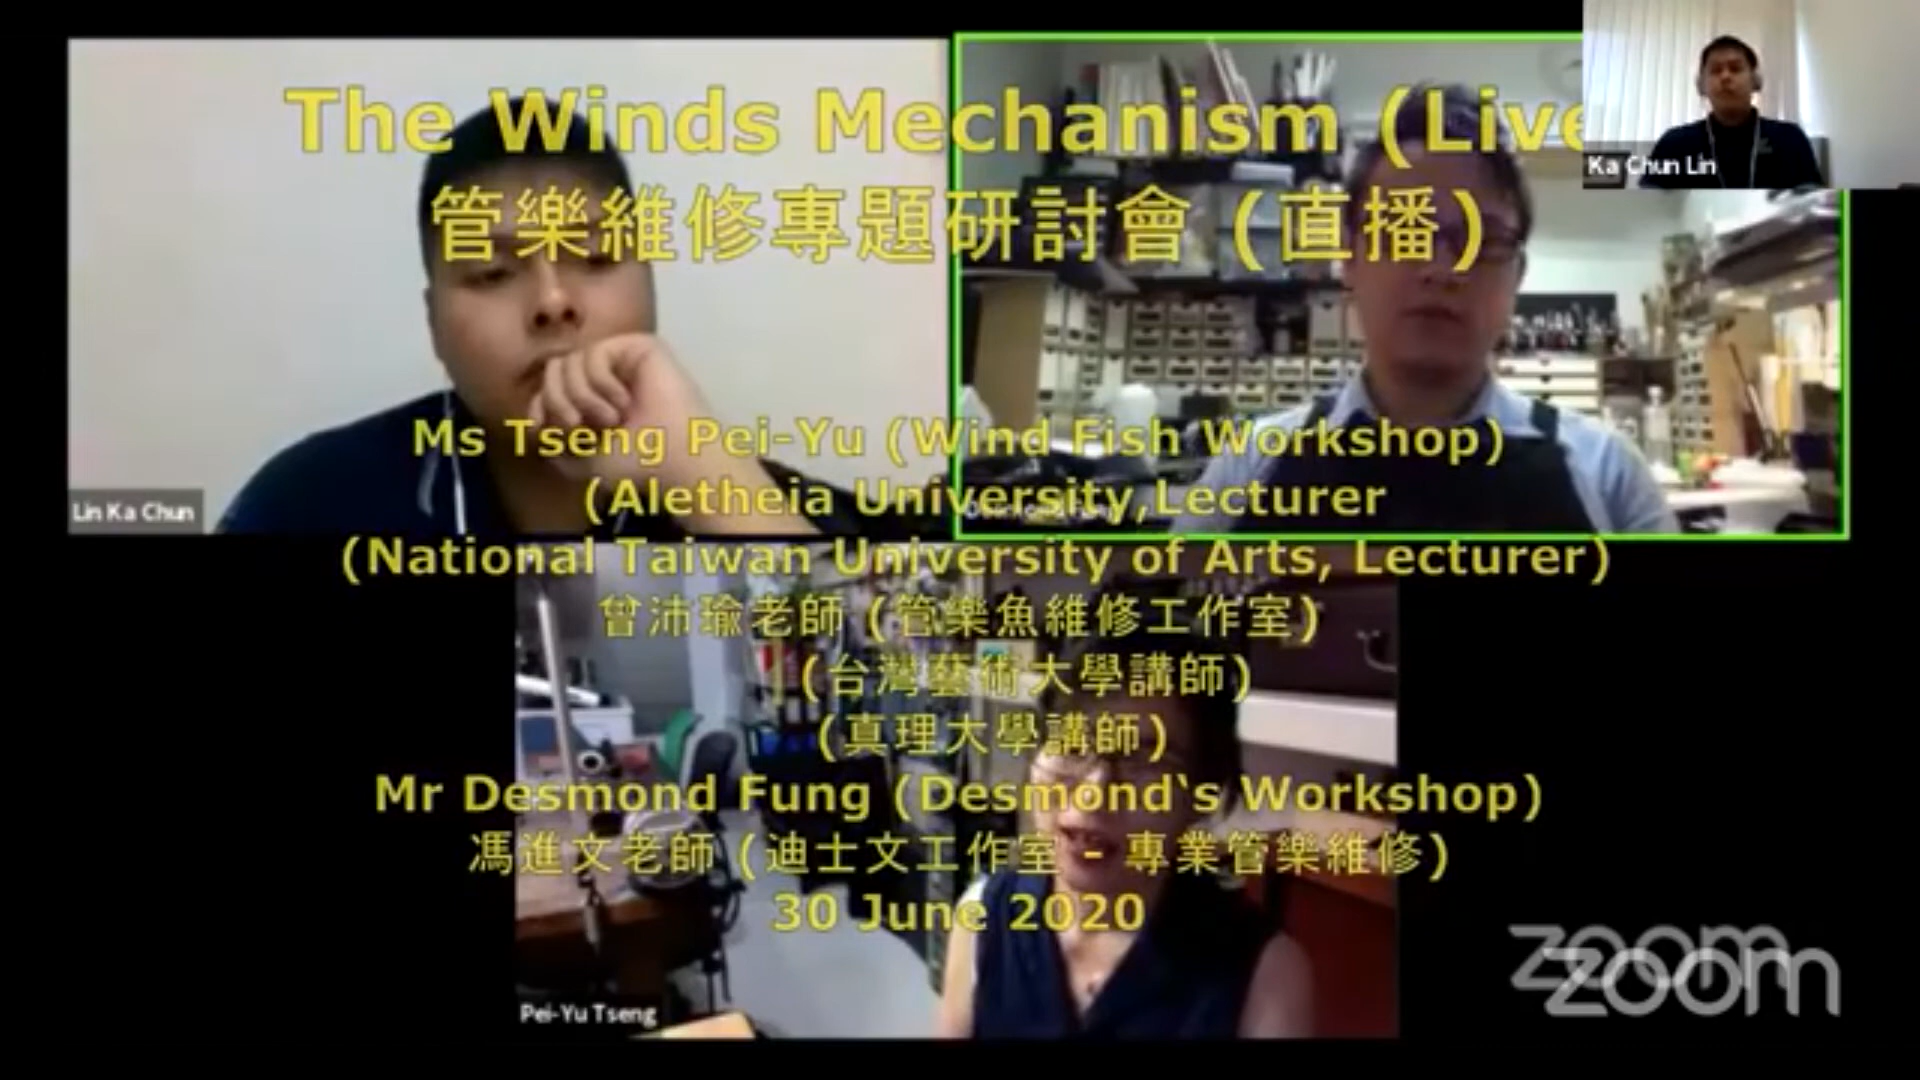 The Winds Mechanism (Live
Ka Chun Lin
管樂維修專題研討會 (直播)
Ms Tseng Pei-Yu (Wind Fish Workshop)
(Aletheia University,Lecturer
Lin Ka Chun
(National Taiwan University of Arts, Lecturer)
曾沛瑜老師 (管樂魚維修工作室)
(台灣藝術大學講師)
(真理大學講師)
Mr Desmond Fung (Desmond‘s Workshop)
馮進文老師 (迪士文工作室 - 專業管樂維修)
30 June 2020
zoom
zoom
Pei-Yu Tseng